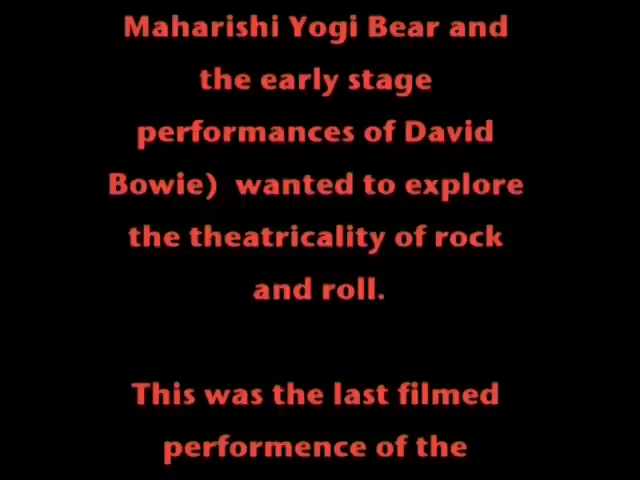 Maharishi Yogi Bear and
the early stage
performances of David
Bowie)  wanted to explore
the theatricality of rock
and roll.
This was the last filmed
performence of the